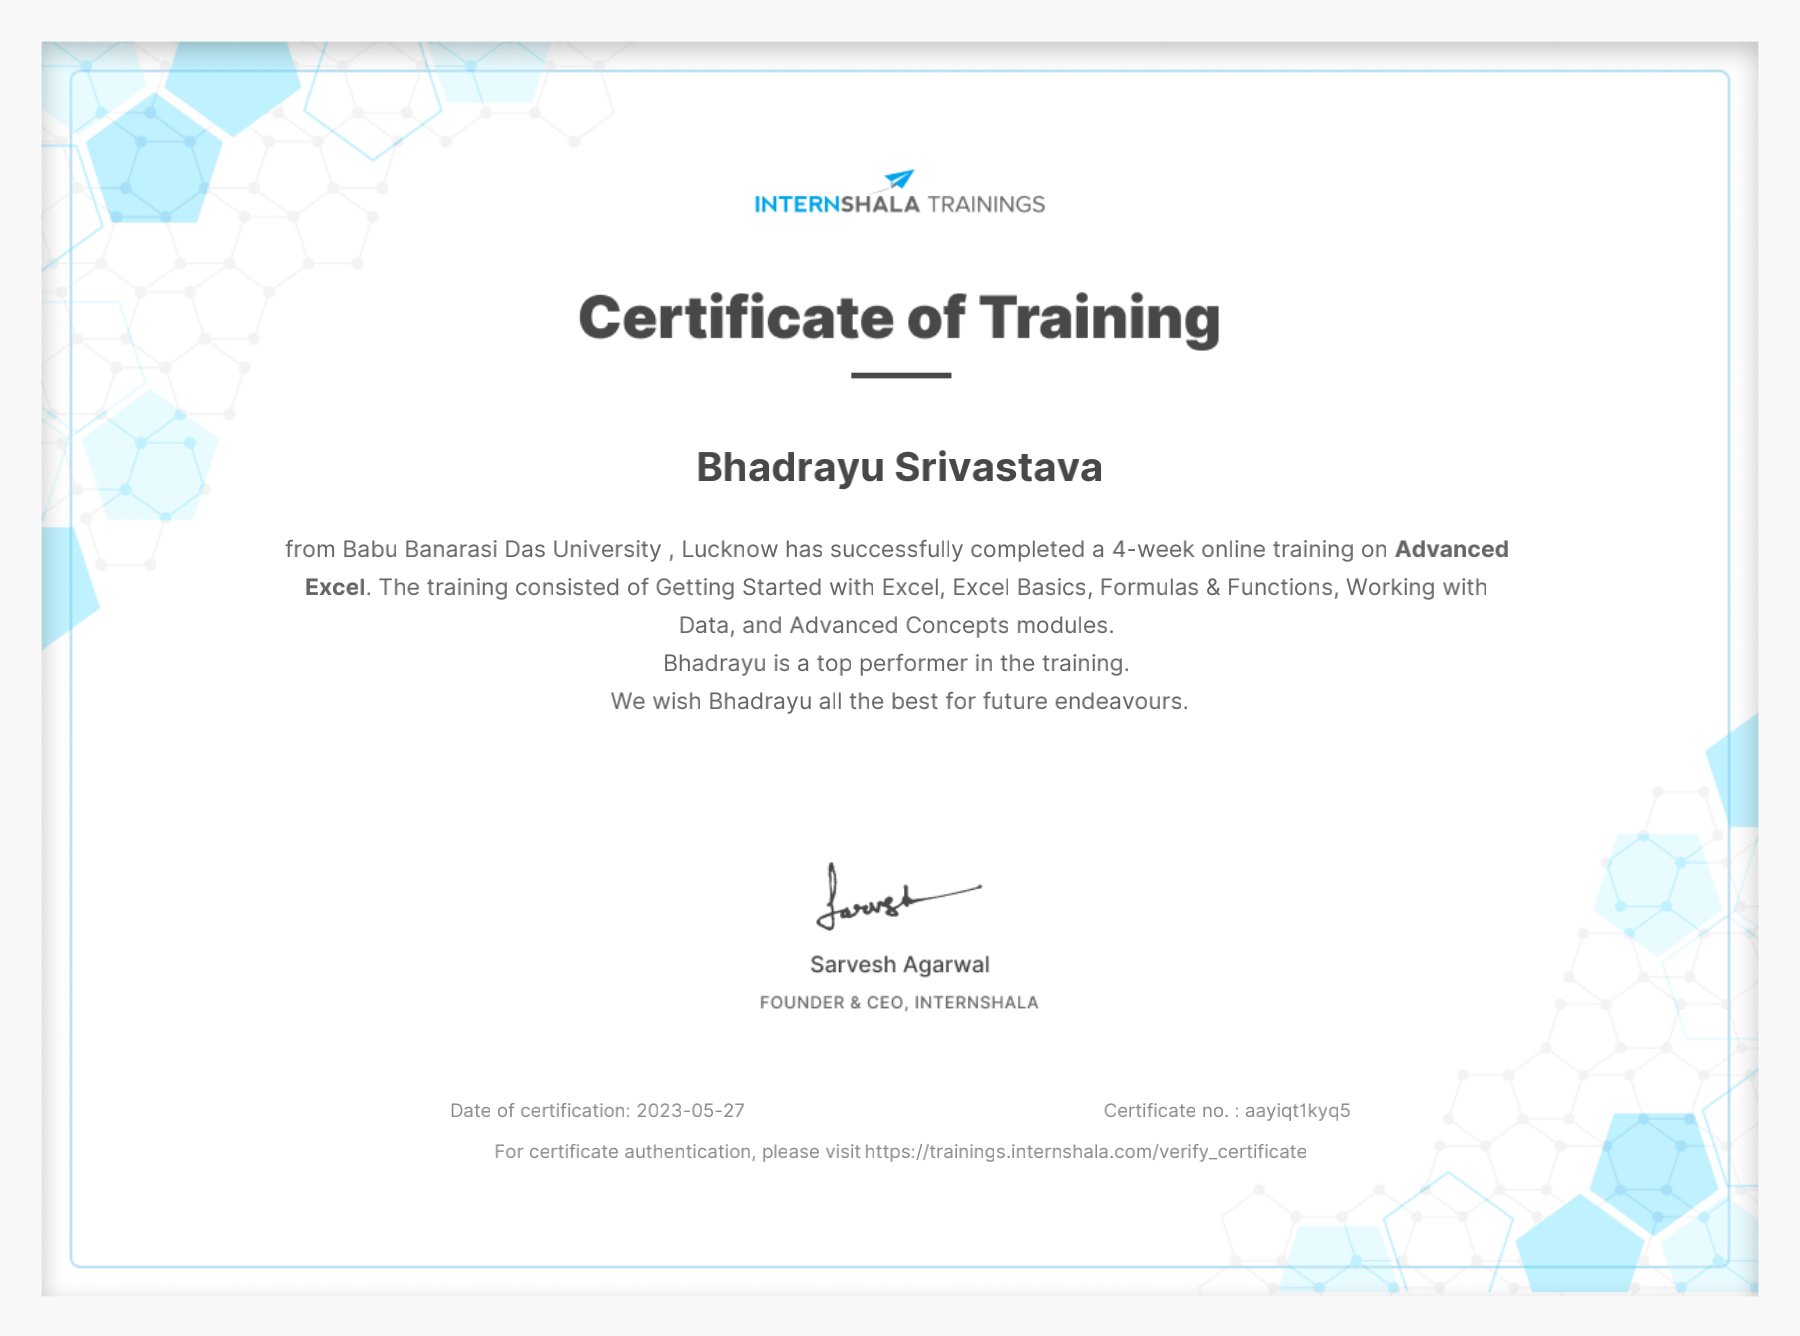 INTERNSHALA TRAININGS
Certificate of Training
Bhadrayu Srivastava
from Babu Banarasi Das University , Lucknow has successfully completed a 4-week online training on Advanced
Excel. The training consisted of Getting Started with Excel, Excel Basics, Formulas & Functions, Working with
Data, and Advanced Concepts modules.
Bhadrayu is a top performer in the training.
We wish Bhadrayu all the best for future endeavours.
Sarvesh
Sarvesh Agarwal
FOUNDER & CEO, INTERNSHALA
Date of certification: 2023-05-27 Certificate no. : aayiqt1kyq5
For certificate authentication, please visit https://trainings.internshala.com/verify_certificate